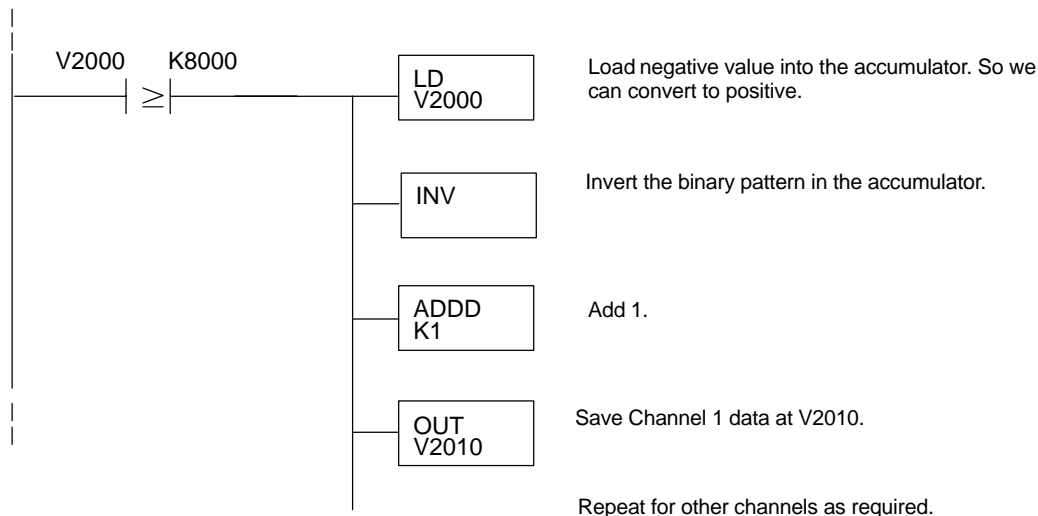 V2000 K8000
≥
LD
V2000
Load negative value into the accumulator. So we
can convert to positive.
INV
Invert the binary pattern in the accumulator.
ADDD
K1
Add 1.
OUT
V2010
Save Channel 1 data at V2010.
Repeat for other channels as required.